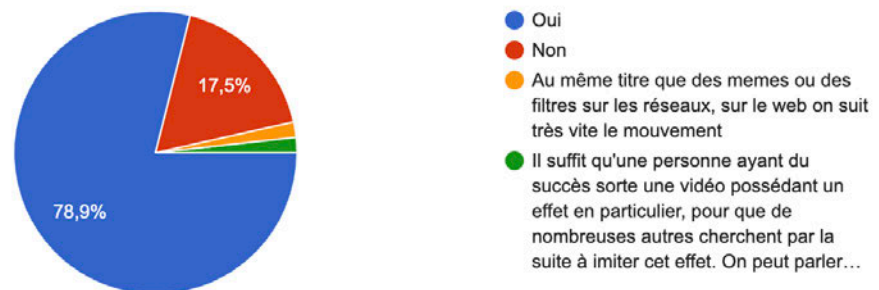 17,5%
78,9%
Oui
Non
Au même titre que des memes ou des
filtres sur les réseaux, sur le web on suit
très vite le mouvement
Il suffit qu'une personne ayant du
succès sorte une vidéo possédant un
effet en particulier, pour que de
nombreuses autres cherchent par la
suite à imiter cet effet. On peut parler…